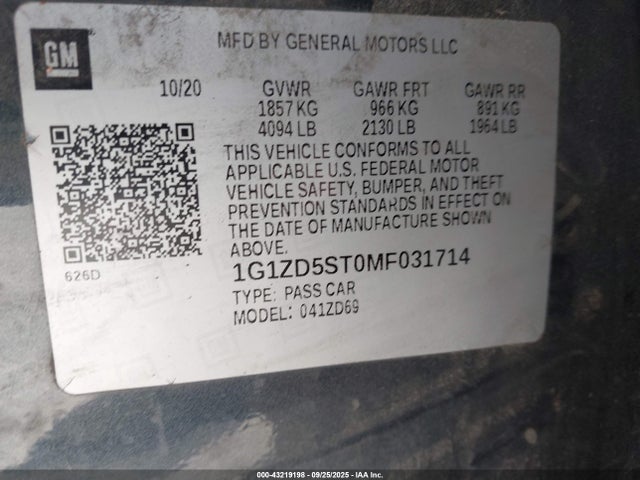 GM
MFD BY GENERAL MOTORS LLC
10/20 GVWR GAWR FRT GAWR RR
1857 KG 966 KG 891 KG
4094 LB 2130 LB 1964 LB
THIS VEHICLE CONFORMS TO ALL
APPLICABLE U.S. FEDERAL MOTOR
VEHICLE SAFETY, BUMPER, AND THEFT
PREVENTION STANDARDS IN EFFECT ON
THE DATE OF MANUFACTURE SHOWN
ABOVE.
626D
1G1ZD5ST0MF031714
TYPE: PASS CAR
MODEL: 041ZD69
000-43219198 - 09/25/2025 - IAA Inc.